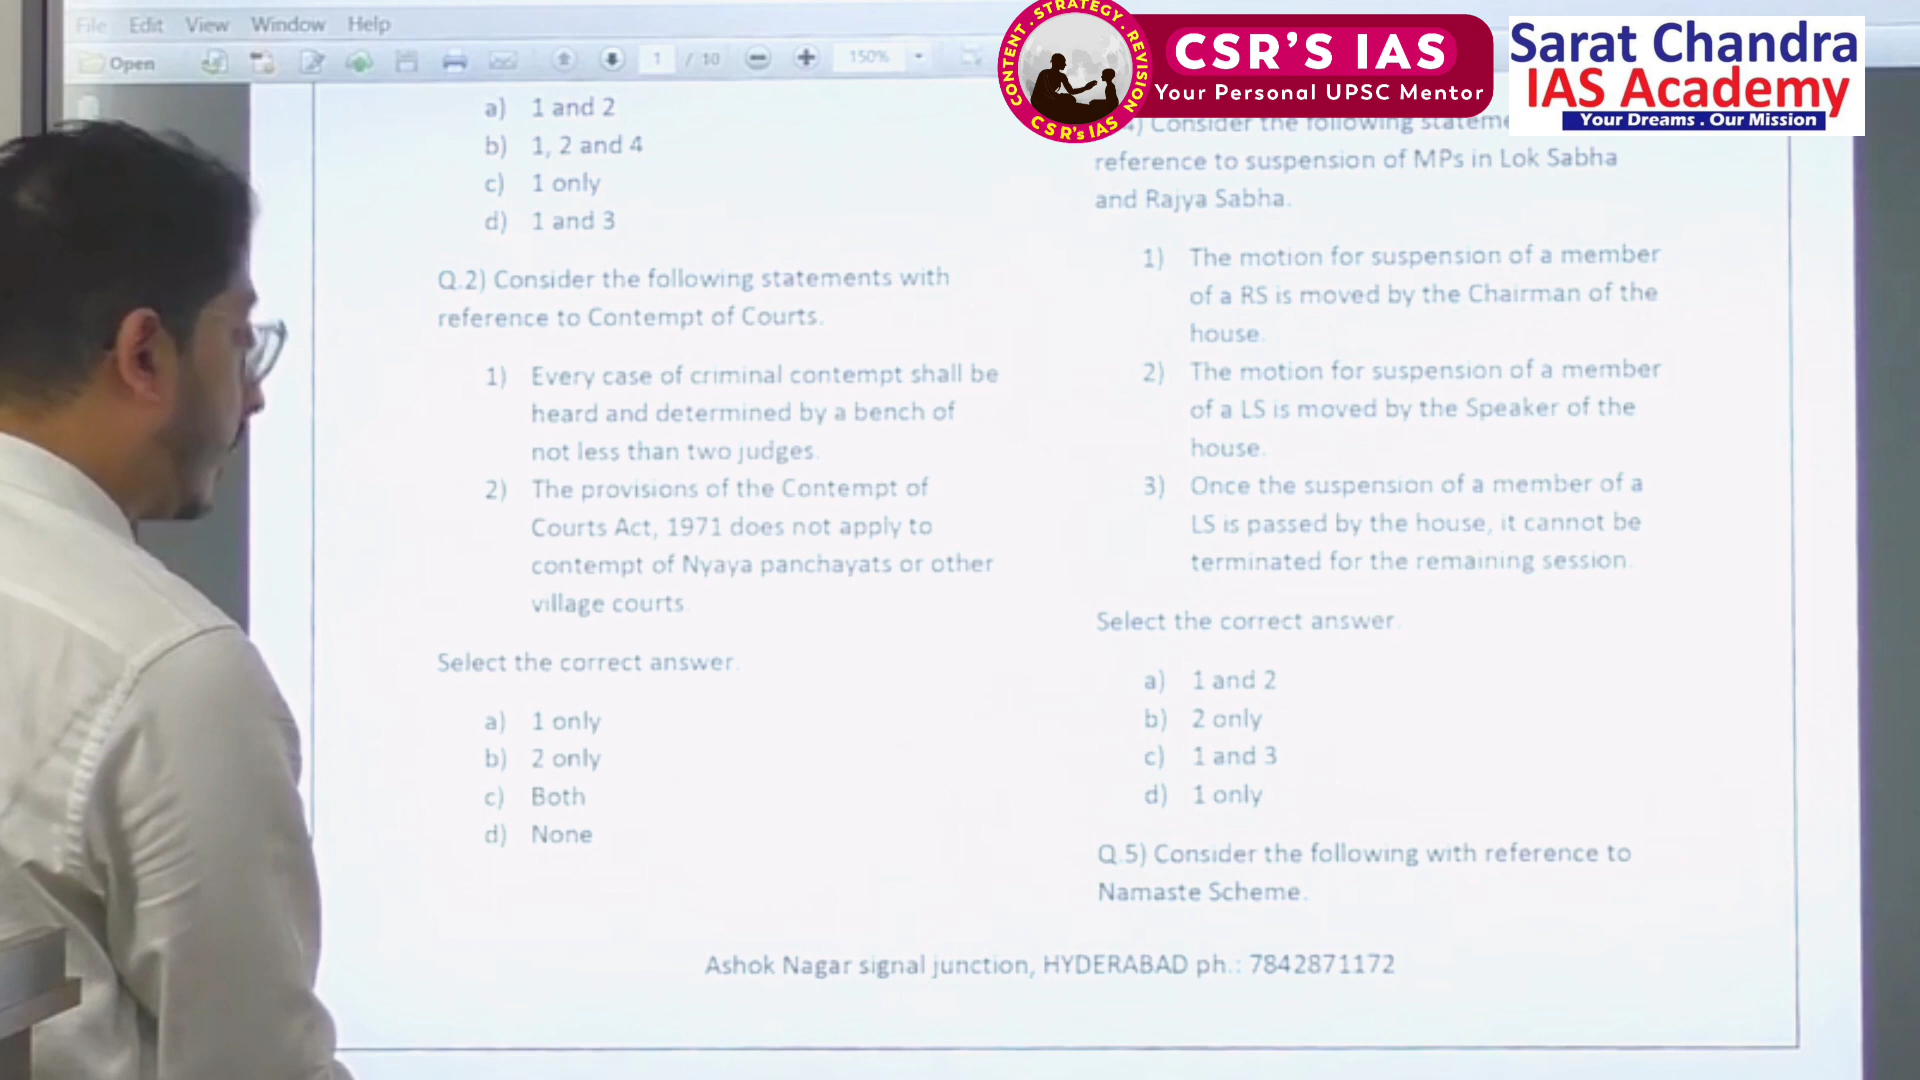 File Edit View Window Help
Open 1 / 10 150%
CONTENT . STRATEGY . REVISION
CSR's IAS
CSR'S IAS
Your Personal UPSC Mentor
Sarat Chandra
IAS Academy
Your Dreams . Our Mission
a) 1 and 2
b) 1, 2 and 4
c) 1 only
d) 1 and 3
Q.2) Consider the following statements with
reference to Contempt of Courts.
1) Every case of criminal contempt shall be
heard and determined by a bench of
not less than two judges.
2) The provisions of the Contempt of
Courts Act, 1971 does not apply to
contempt of Nyaya panchayats or other
village courts.
Select the correct answer.
a) 1 only
b) 2 only
c) Both
d) None
) Consider the following
reference to suspension of MPs in Lok Sabha
and Rajya Sabha.
1) The motion for suspension of a member
of a RS is moved by the Chairman of the
house.
2) The motion for suspension of a member
of a LS is moved by the Speaker of the
house.
3) Once the suspension of a member of a
LS is passed by the house, it cannot be
terminated for the remaining session.
Select the correct answer.
a) 1 and 2
b) 2 only
c) 1 and 3
d) 1 only
Q.5) Consider the following with reference to
Namaste Scheme.
Ashok Nagar signal junction, HYDERABAD ph.: 7842871172